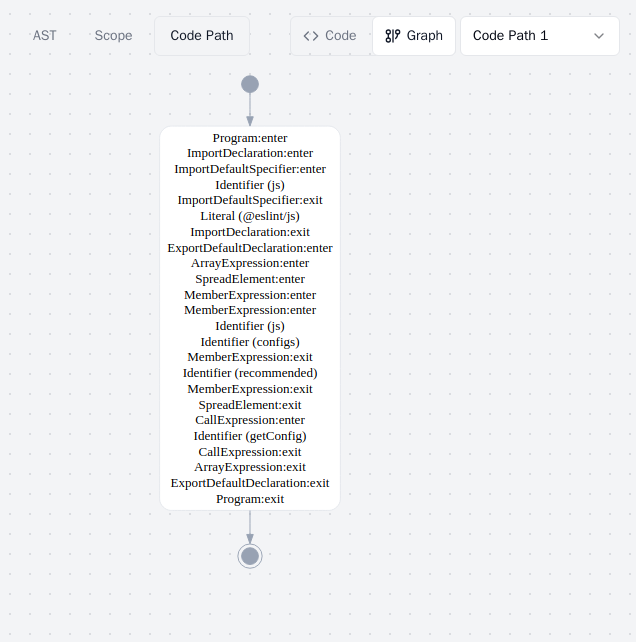 AST Scope Code Path Code Graph Code Path 1
Program:enter
ImportDeclaration:enter
ImportDefaultSpecifier:enter
Identifier (js)
ImportDefaultSpecifier:exit
Literal (@eslint/js)
ImportDeclaration:exit
ExportDefaultDeclaration:enter
ArrayExpression:enter
SpreadElement:enter
MemberExpression:enter
MemberExpression:enter
Identifier (js)
Identifier (configs)
MemberExpression:exit
Identifier (recommended)
MemberExpression:exit
SpreadElement:exit
CallExpression:enter
Identifier (getConfig)
CallExpression:exit
ArrayExpression:exit
ExportDefaultDeclaration:exit
Program:exit